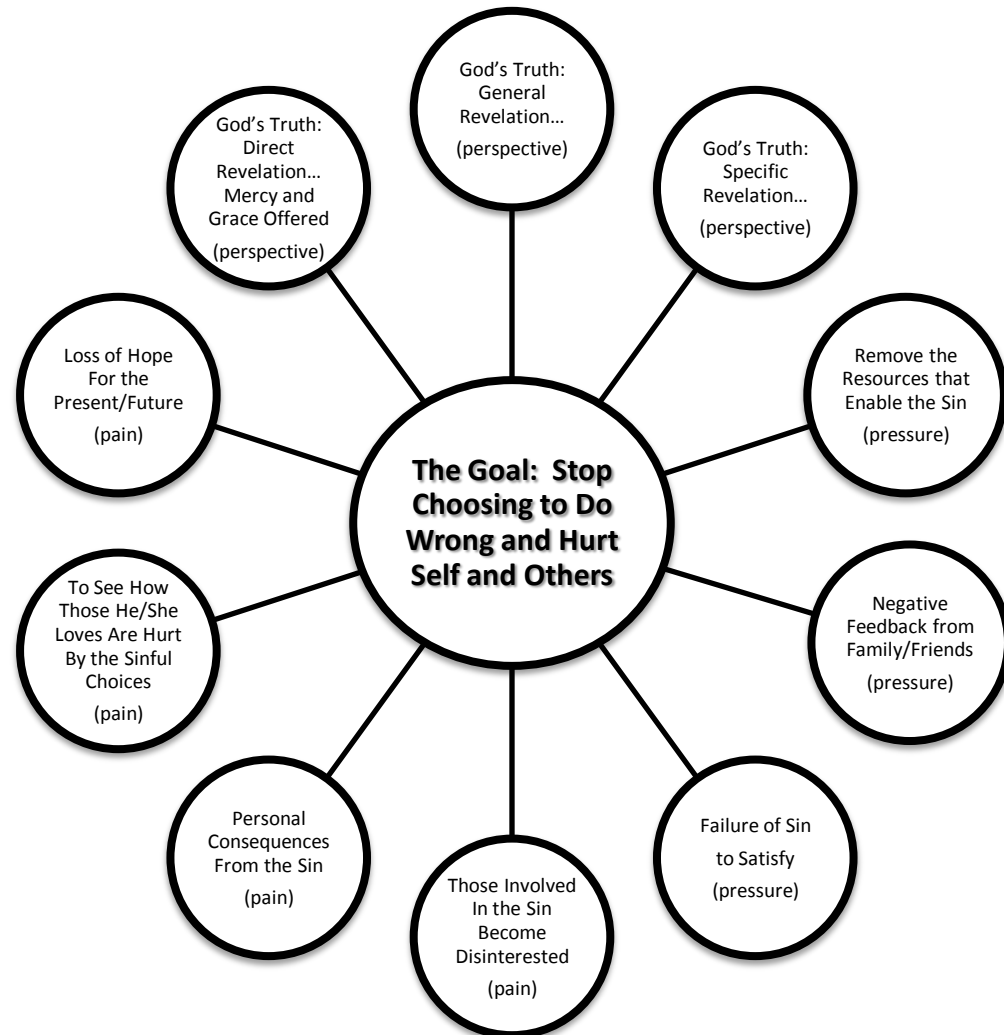 God’s Truth:
General
Revelation…
(perspective)
God’s Truth:
Specific
Revelation…
(perspective)
Remove the
Resources that
Enable the Sin
(pressure)
Negative
Feedback from
Family/Friends
(pressure)
Failure of Sin
to Satisfy
(pressure)
Those Involved
In the Sin
Become
Disinterested
(pain)
Personal
Consequences
From the Sin
(pain)
To See How
Those He/She
Loves Are Hurt
By the Sinful
Choices
(pain)
Loss of Hope
For the
Present/Future
(pain)
God’s Truth:
Direct
Revelation…
Mercy and
Grace Offered
(perspective)
The Goal: Stop
Choosing to Do
Wrong and Hurt
Self and Others